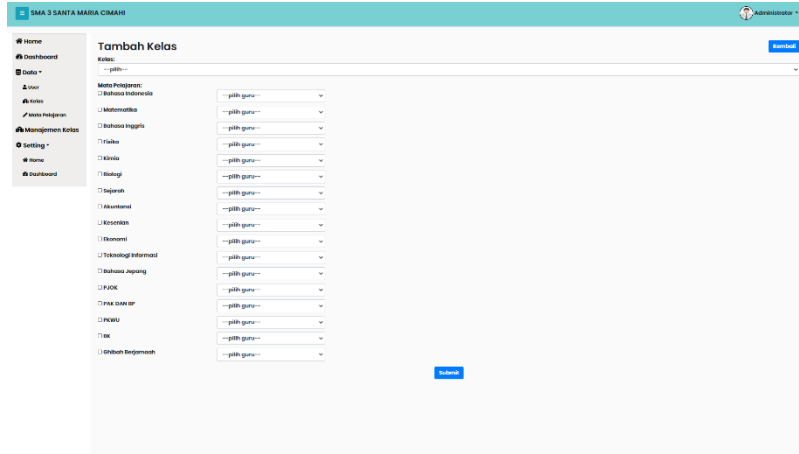 SMA 3 SANTA MARIA CIMAHI
Administrator
Home
Dashboard
Data
User
Kelas
Mata Pelajaran
Manajemen Kelas
Setting
Home
Dashboard
Tambah Kelas
Kembali
Kelas:
--pilih--
Mata Pelajaran:
Bahasa Indonesia --pilih guru--
Matematika --pilih guru--
Bahasa Inggris --pilih guru--
Fisika --pilih guru--
Kimia --pilih guru--
Biologi --pilih guru--
Sejarah --pilih guru--
Akuntansi --pilih guru--
Kesenian --pilih guru--
Ekonomi --pilih guru--
Teknologi Informasi --pilih guru--
Bahasa Jepang --pilih guru--
PJOK --pilih guru--
PAK DAN BP --pilih guru--
PKWU --pilih guru--
BK --pilih guru--
Ghibah Berjamaah --pilih guru--
Submit